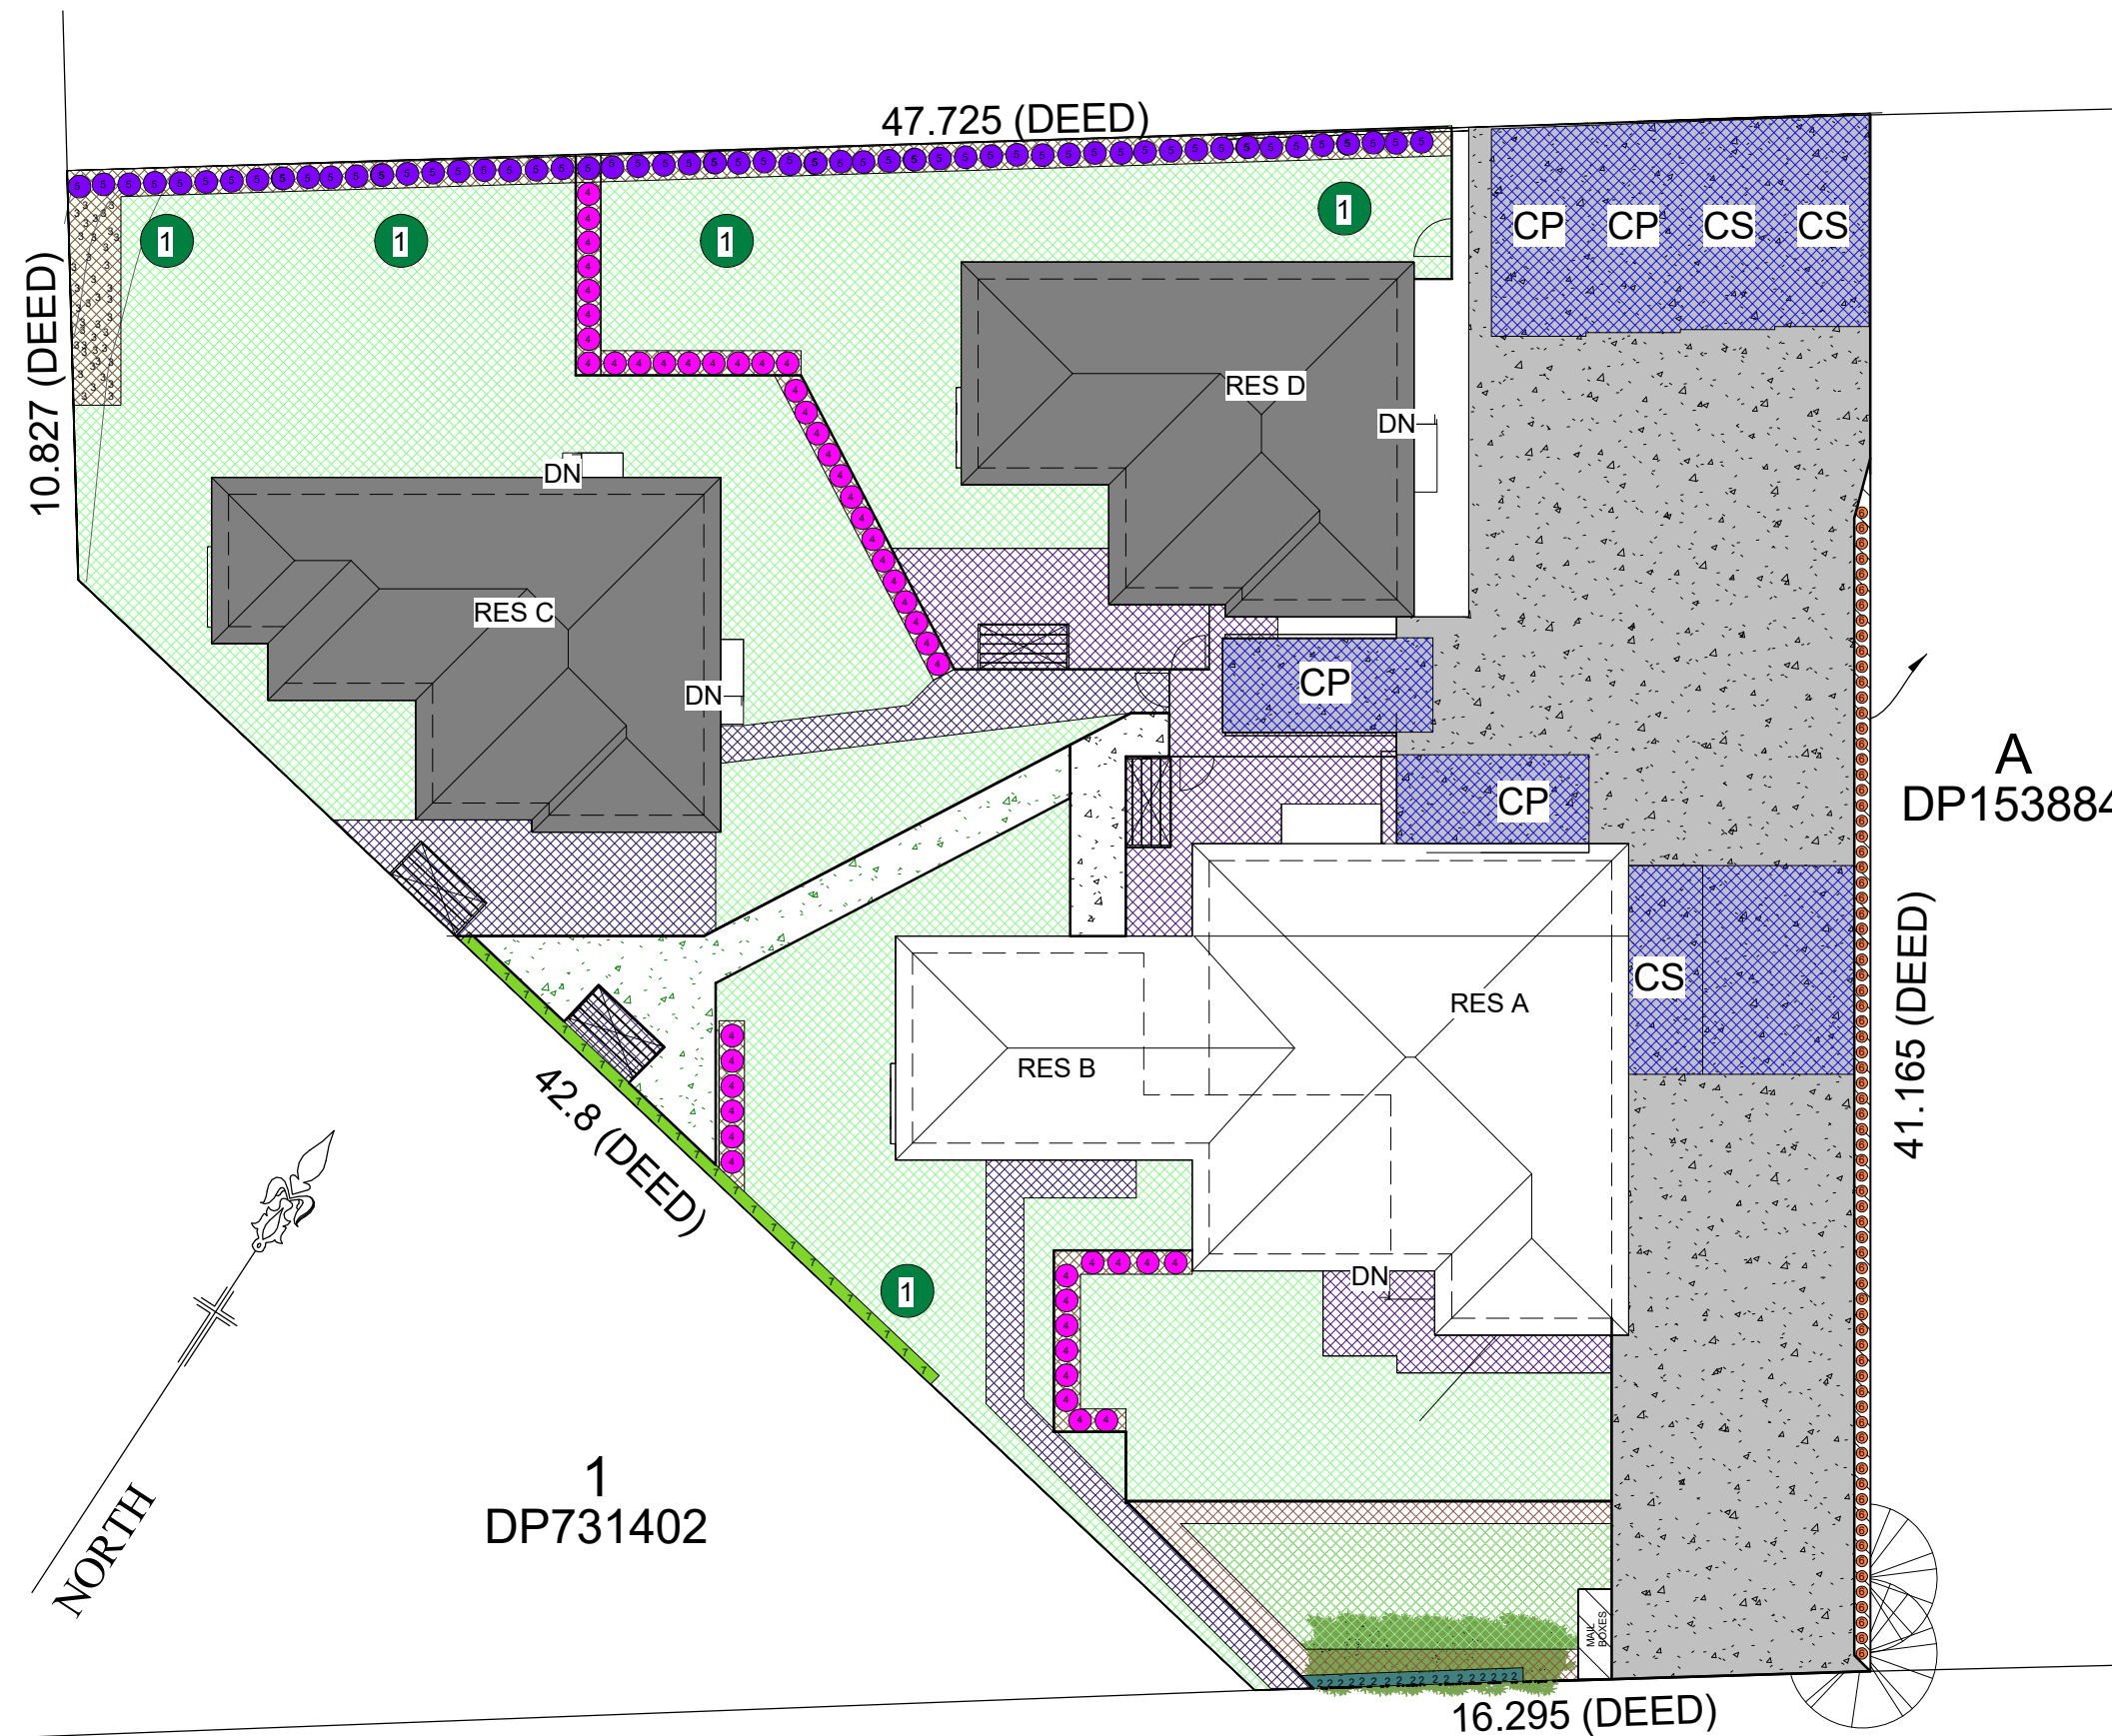 47.725 (DEED)
1
1
1
1
CP
CP
CS
CS
10.827 (DEED)
RES D
DN
DN
RES C
DN
CP
A
DP153884
CP
CS
RES A
RES B
41.165 (DEED)
42.8 (DEED)
DN
1
1
DP731402
NORTH
MAIL
BOXES
16.295 (DEED)